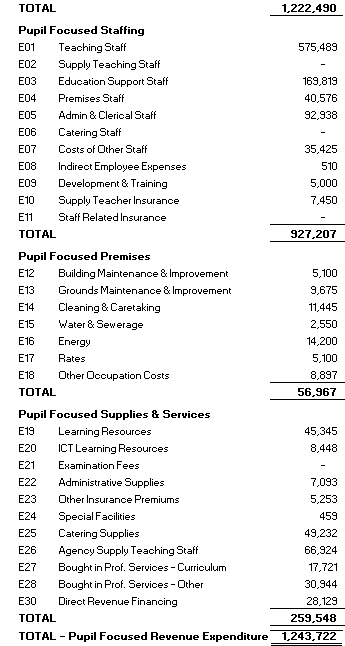 TOTAL 1,222,490
Pupil Focused Staffing
E01 Teaching Staff 575,489
E02 Supply Teaching Staff -
E03 Education Support Staff 169,819
E04 Premises Staff 40,576
E05 Admin & Clerical Staff 92,938
E06 Catering Staff -
E07 Costs of Other Staff 35,425
E08 Indirect Employee Expenses 510
E09 Development & Training 5,000
E10 Supply Teacher Insurance 7,450
E11 Staff Related Insurance -
TOTAL 927,207
Pupil Focused Premises
E12 Building Maintenance & Improvement 5,100
E13 Grounds Maintenance & Improvement 9,675
E14 Cleaning & Caretaking 11,445
E15 Water & Sewerage 2,550
E16 Energy 14,200
E17 Rates 5,100
E18 Other Occupation Costs 8,897
TOTAL 56,967
Pupil Focused Supplies & Services
E19 Learning Resources 45,345
E20 ICT Learning Resources 8,448
E21 Examination Fees -
E22 Administrative Supplies 7,093
E23 Other Insurance Premiums 5,253
E24 Special Facilities 459
E25 Catering Supplies 49,232
E26 Agency Supply Teaching Staff 66,924
E27 Bought in Prof. Services - Curriculum 17,721
E28 Bought in Prof. Services - Other 30,944
E30 Direct Revenue Financing 28,129
TOTAL 259,548
TOTAL - Pupil Focused Revenue Expenditure 1,243,722